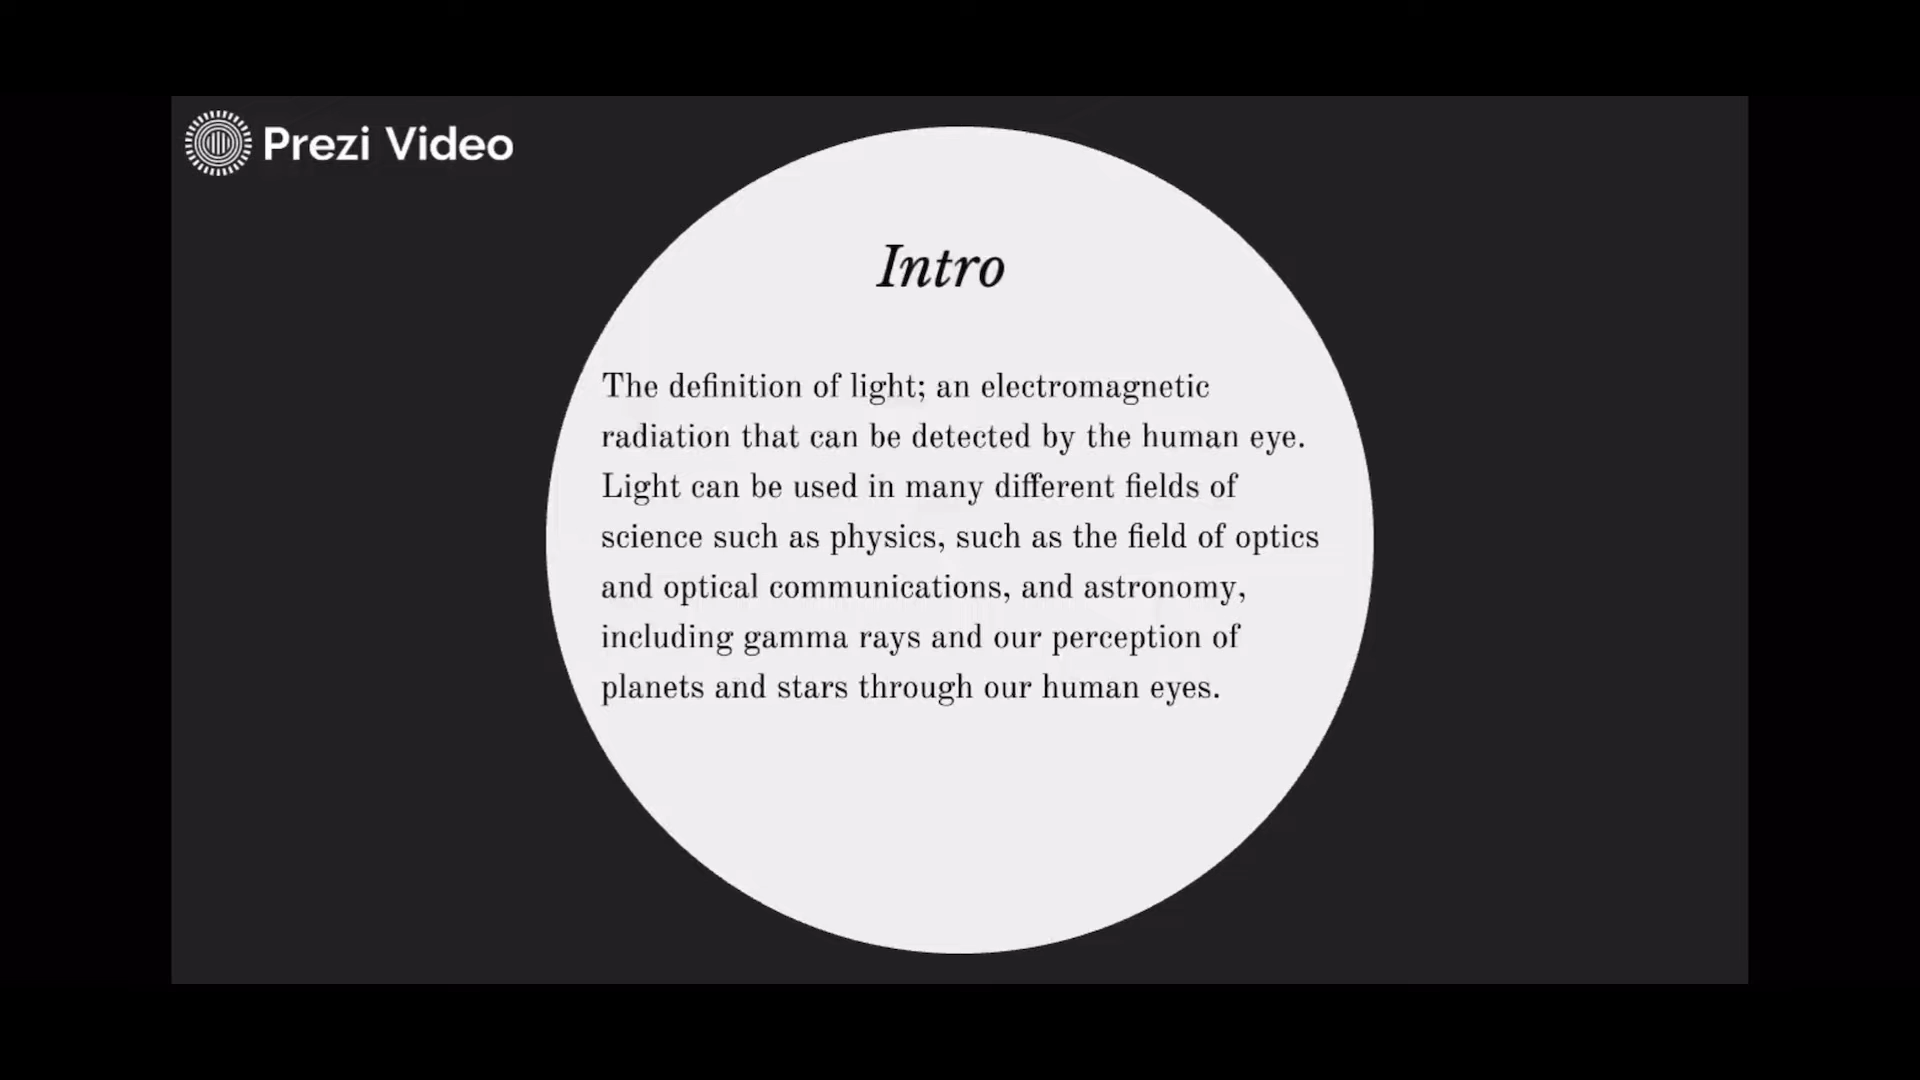 Prezi Video
Intro
The definition of light; an electromagnetic
radiation that can be detected by the human eye.
Light can be used in many different fields of
science such as physics, such as the field of optics
and optical communications, and astronomy,
including gamma rays and our perception of
planets and stars through our human eyes.